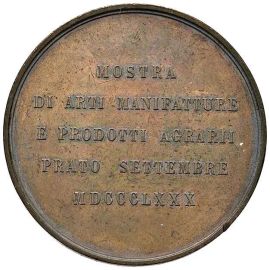 MOSTRA
DI ARTI MANIFATTURE
E PRODOTTI AGRARII
PRATO SETTEMBRE
MDCCCLXXX